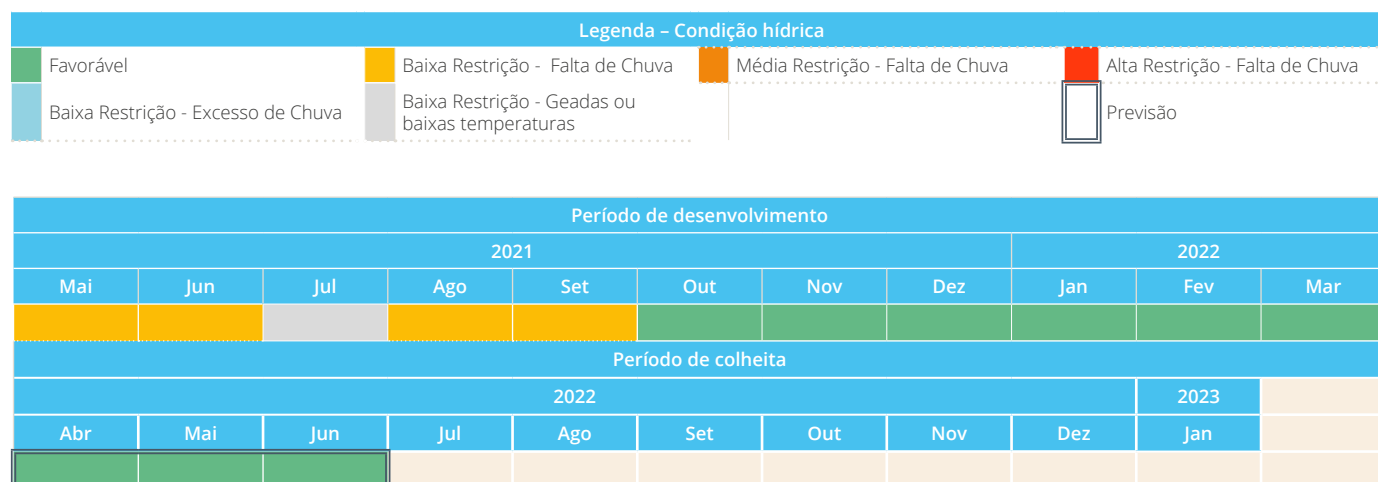 Legenda – Condição hídrica
Favorável
Baixa Restrição - Falta de Chuva
Média Restrição - Falta de Chuva
Alta Restrição - Falta de Chuva
Baixa Restrição - Excesso de Chuva
Baixa Restrição - Geadas ou
baixas temperaturas
Previsão
Período de desenvolvimento
2021 2022
Mai Jun Jul Ago Set Out Nov Dez Jan Fev Mar
Período de colheita
2022 2023
Abr Mai Jun Jul Ago Set Out Nov Dez Jan